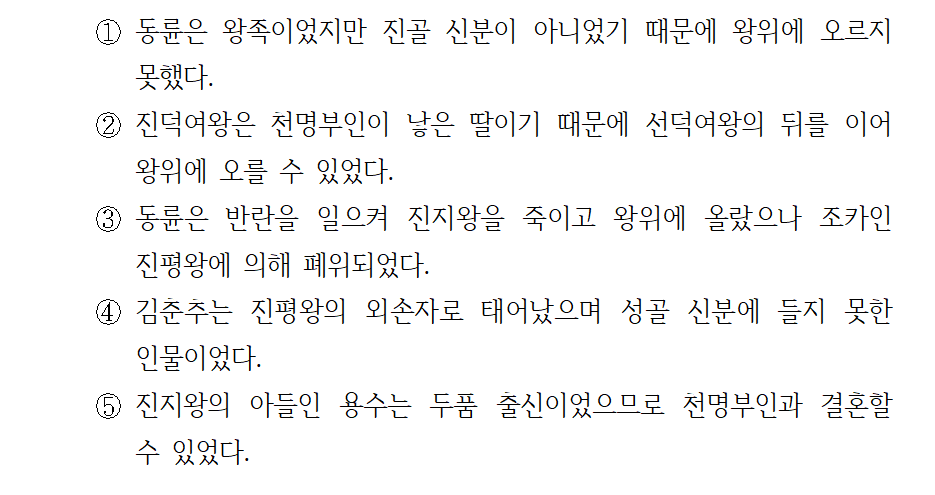 ① 동륜은 왕족이었지만 진골 신분이 아니었기 때문에 왕위에 오르지
못했다.
② 진덕여왕은 천명부인이 낳은 딸이기 때문에 선덕여왕의 뒤를 이어
왕위에 오를 수 있었다.
③ 동륜은 반란을 일으켜 진지왕을 죽이고 왕위에 올랐으나 조카인
진평왕에 의해 폐위되었다.
④ 김춘추는 진평왕의 외손자로 태어났으며 성골 신분에 들지 못한
인물이었다.
⑤ 진지왕의 아들인 용수는 두품 출신이었으므로 천명부인과 결혼할
수 있었다.